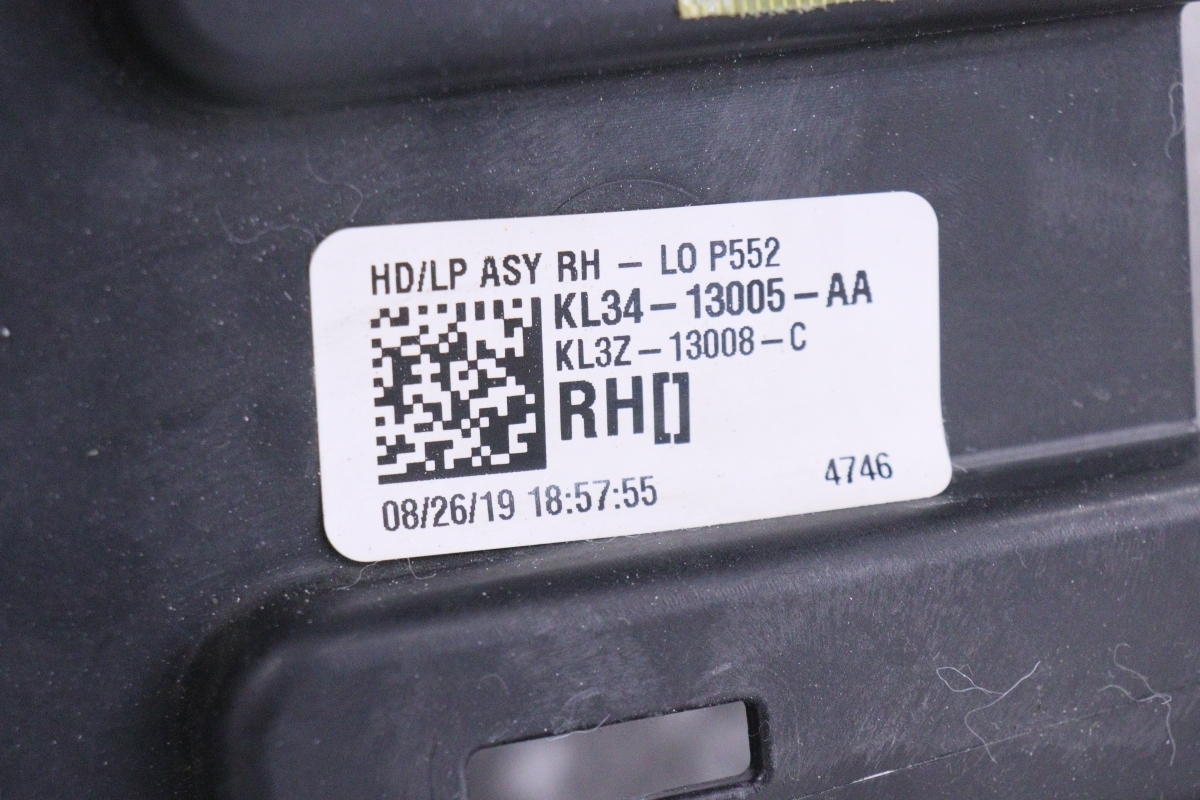 HD/LP ASY RH - LO P552
KL34-13005-AA
KL3Z-13008-C
RH[]
08/26/19 18:57:55 4746